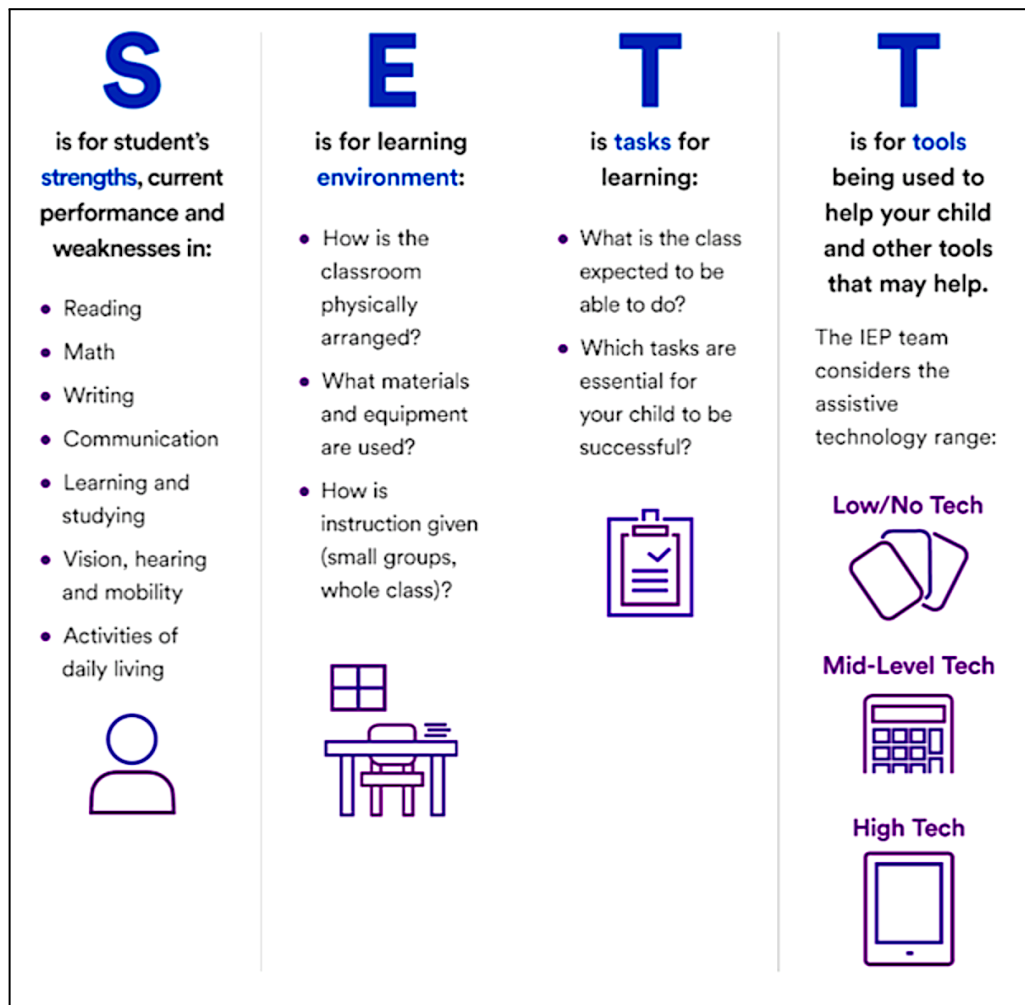 S
is for student's
strengths, current
performance and
weaknesses in:
• Reading
• Math
• Writing
• Communication
• Learning and
studying
• Vision, hearing
and mobility
• Activities of
daily living
E
is for learning
environment:
• How is the
classroom
physically
arranged?
• What materials
and equipment
are used?
• How is
instruction given
(small groups,
whole class)?
T
is tasks for
learning:
• What is the class
expected to be
able to do?
• Which tasks are
essential for
your child to be
successful?
T
is for tools
being used to
help your child
and other tools
that may help.
The IEP team
considers the
assistive
technology range:
Low/No Tech
Mid-Level Tech
High Tech